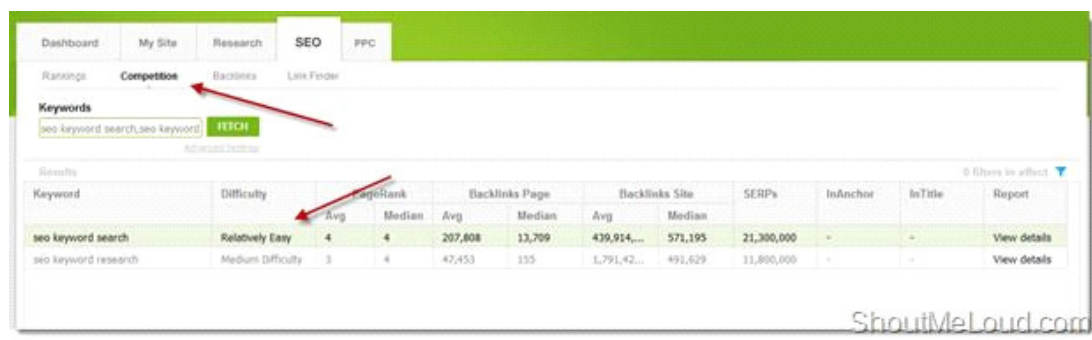 Dashboard My Site Research SEO PPC
Rankings Competition Backlinks Link Finder
Keywords
seo keyword search,seo keyword FETCH
Advanced Settings
Results 0 filters in effect
Keyword Difficulty PageRank Backlinks Page Backlinks Site SERPs InAnchor InTitle Report
Avg Median Avg Median Avg Median
seo keyword search Relatively Easy 4 4 207,808 13,709 439,914,... 571,195 21,300,000 - - View details
seo keyword research Medium Difficulty 3 4 47,453 155 1,791,42... 491,629 11,800,000 - - View details
ShoutMeLoud.com